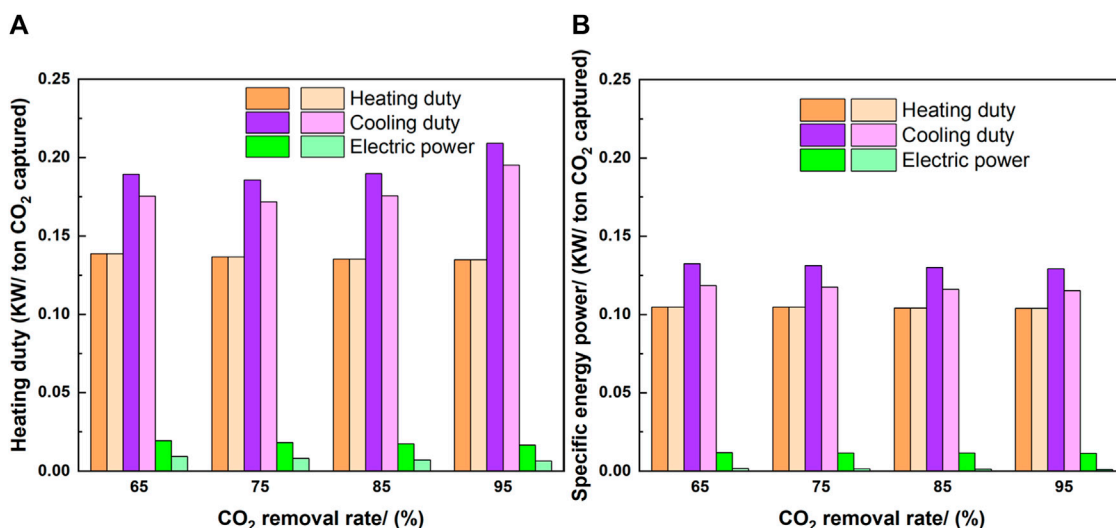 A
Heating duty (KW/ ton CO₂ captured)
0.25
0.20
0.15
0.10
0.05
0.00
Heating duty
Cooling duty
Electric power
65
75
85
95
CO₂ removal rate/ (%)
B
Specific energy power/ (KW/ ton CO₂ captured)
0.25
0.20
0.15
0.10
0.05
0.00
Heating duty
Cooling duty
Electric power
65
75
85
95
CO₂ removal rate/ (%)